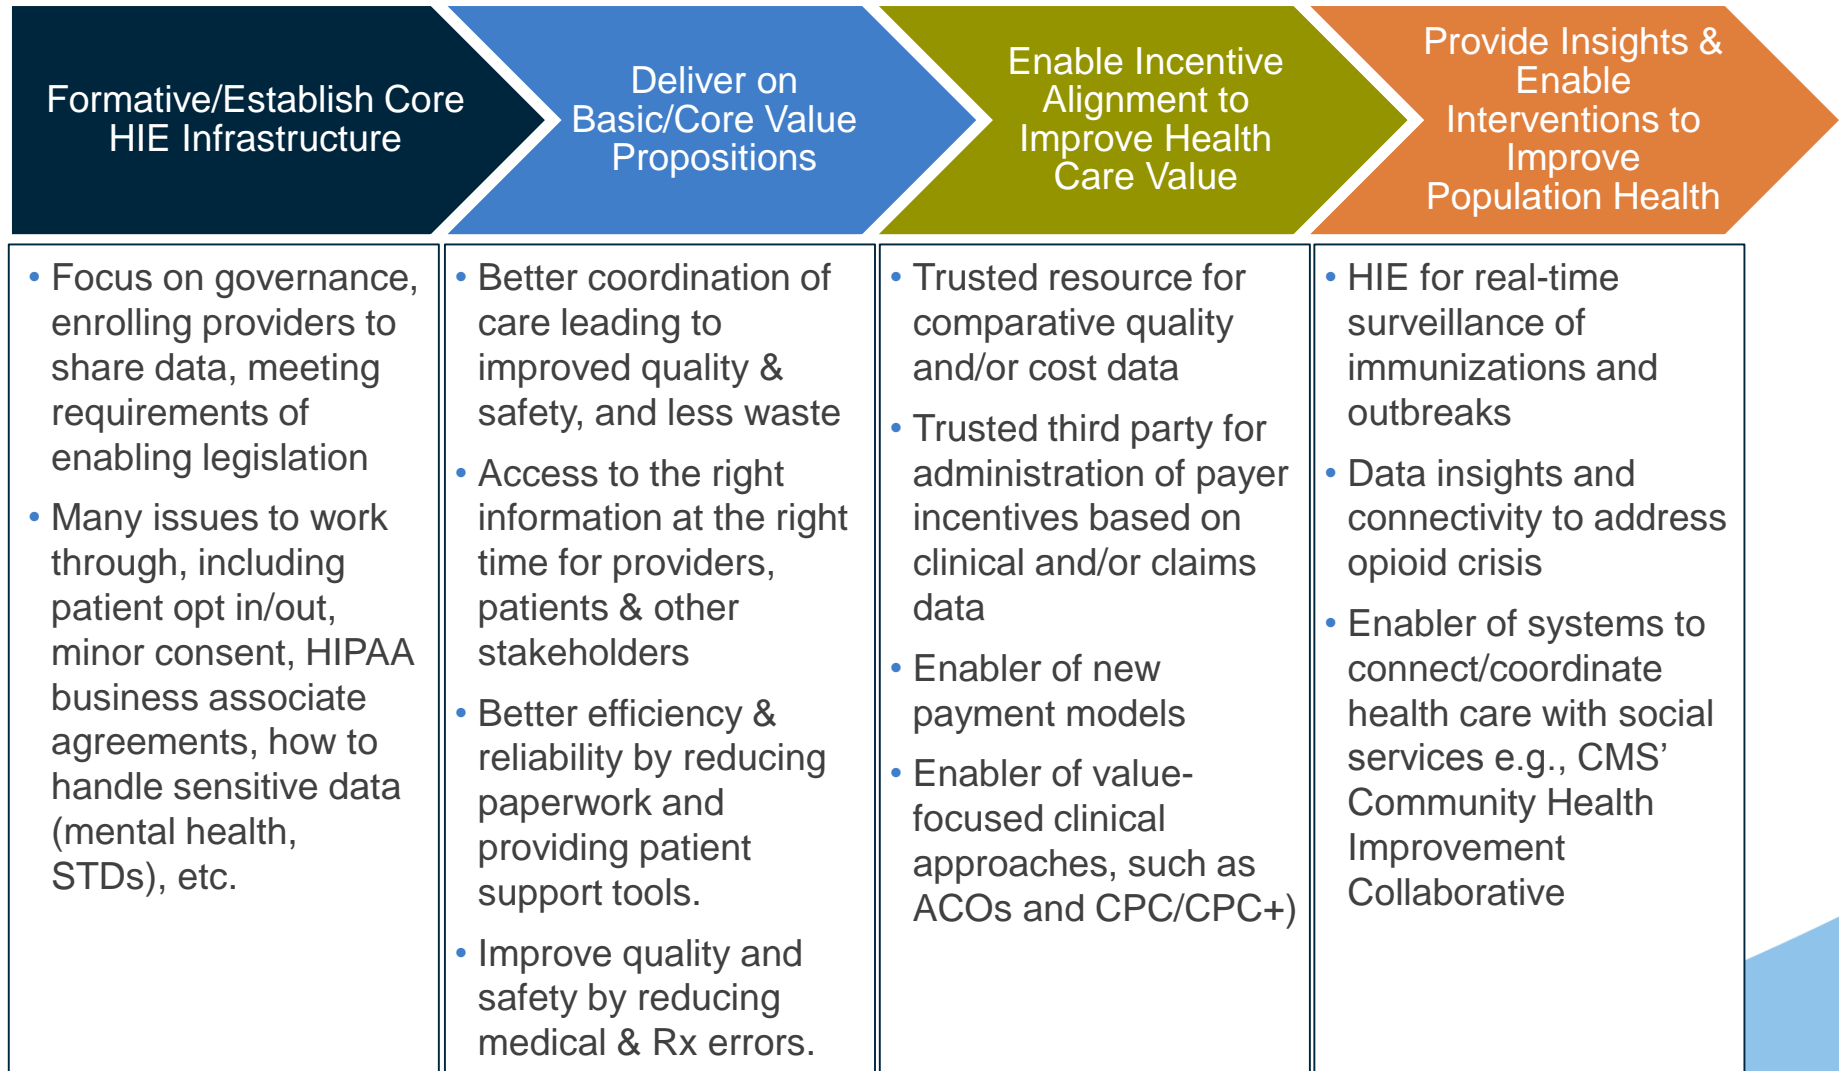 Formative/Establish Core
HIE Infrastructure
Deliver on
Basic/Core Value
Propositions
Enable Incentive
Alignment to
Improve Health
Care Value
Provide Insights &
Enable
Interventions to
Improve
Population Health
• Focus on governance,
enrolling providers to
share data, meeting
requirements of
enabling legislation
• Many issues to work
through, including
patient opt in/out,
minor consent, HIPAA
business associate
agreements, how to
handle sensitive data
(mental health,
STDs), etc.
• Better coordination of
care leading to
improved quality &
safety, and less waste
• Access to the right
information at the right
time for providers,
patients & other
stakeholders
• Better efficiency &
reliability by reducing
paperwork and
providing patient
support tools.
• Improve quality and
safety by reducing
medical & Rx errors.
• Trusted resource for
comparative quality
and/or cost data
• Trusted third party for
administration of payer
incentives based on
clinical and/or claims
data
• Enabler of new
payment models
• Enabler of value-
focused clinical
approaches, such as
ACOs and CPC/CPC+)
• HIE for real-time
surveillance of
immunizations and
outbreaks
• Data insights and
connectivity to address
opioid crisis
• Enabler of systems to
connect/coordinate
health care with social
services e.g., CMS’
Community Health
Improvement
Collaborative